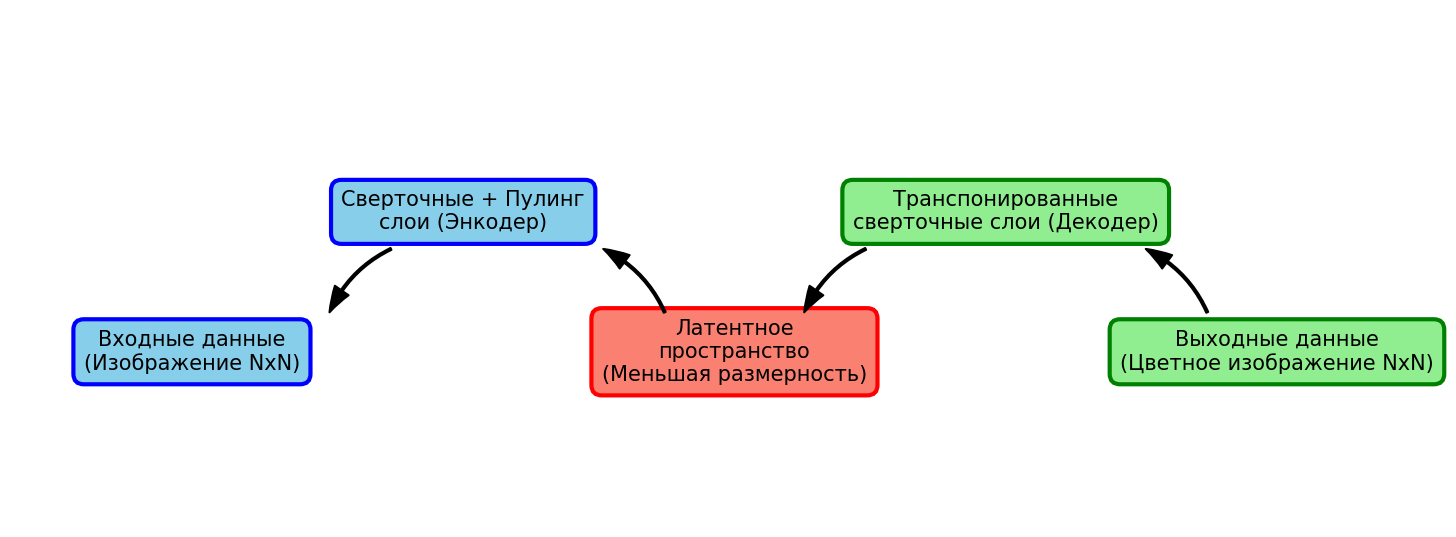 Сверточные + Пулинг
слои (Энкодер)
Транспонированные
сверточные слои (Декодер)
Входные данные
(Изображение NxN)
Латентное
пространство
(Меньшая размерность)
Выходные данные
(Цветное изображение NxN)